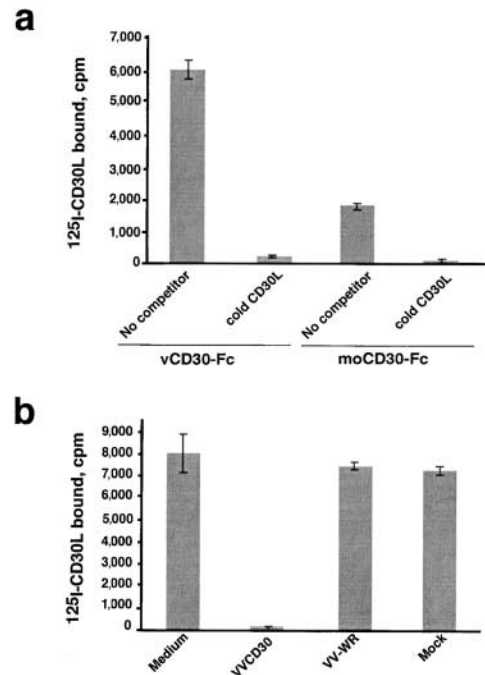 a
125I-CD30L bound, cpm
7,000
6,000
5,000
4,000
3,000
2,000
1,000
0
No competitor
cold CD30L
No competitor
cold CD30L
vCD30-Fc
moCD30-Fc
b
125I-CD30L bound, cpm
9,000
8,000
7,000
6,000
5,000
4,000
3,000
2,000
1,000
0
Medium
VVCD30
VV-WR
Mock